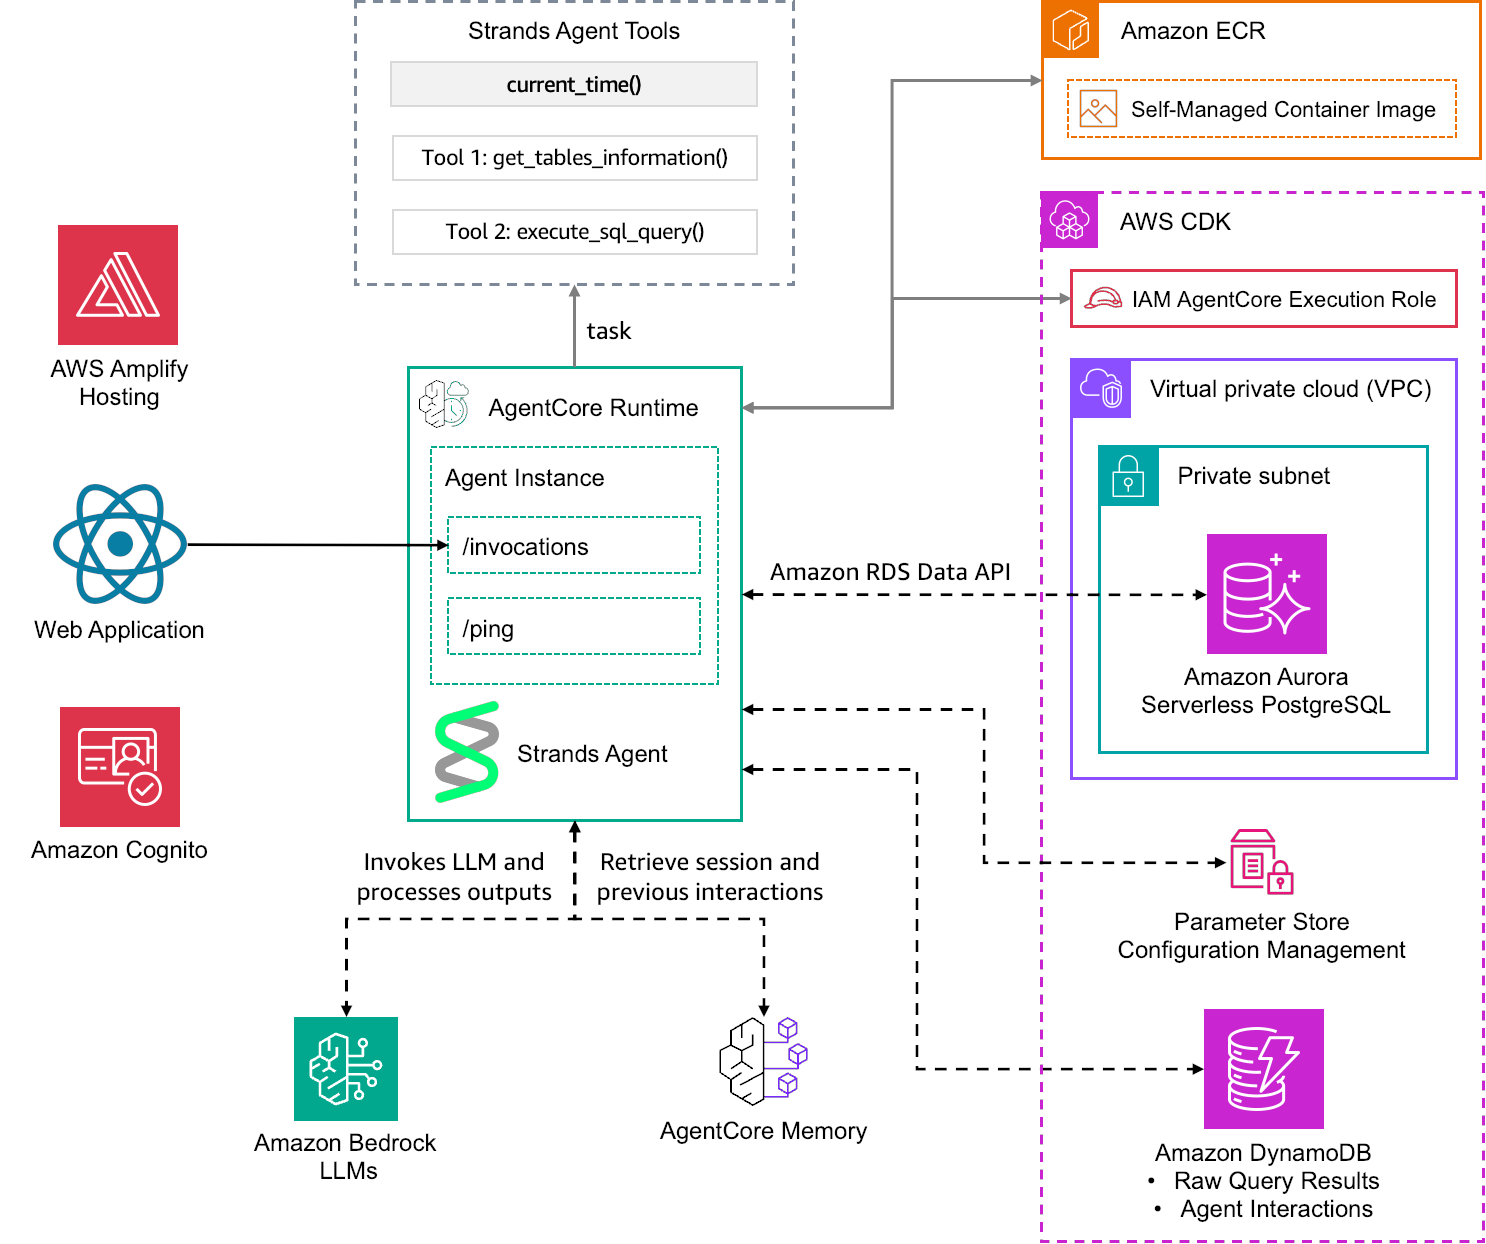 Strands Agent Tools
current_time()
Tool 1: get_tables_information()
Tool 2: execute_sql_query()
task
Amazon ECR
Self-Managed Container Image
AWS CDK
IAM AgentCore Execution Role
Virtual private cloud (VPC)
Private subnet
Amazon Aurora
Serverless PostgreSQL
AWS Amplify
Hosting
Web Application
Amazon Cognito
AgentCore Runtime
Agent Instance
/invocations
/ping
Strands Agent
Amazon RDS Data API
Invokes LLM and
processes outputs
Retrieve session and
previous interactions
Parameter Store
Configuration Management
Amazon Bedrock
LLMs
AgentCore Memory
Amazon DynamoDB
• Raw Query Results
• Agent Interactions